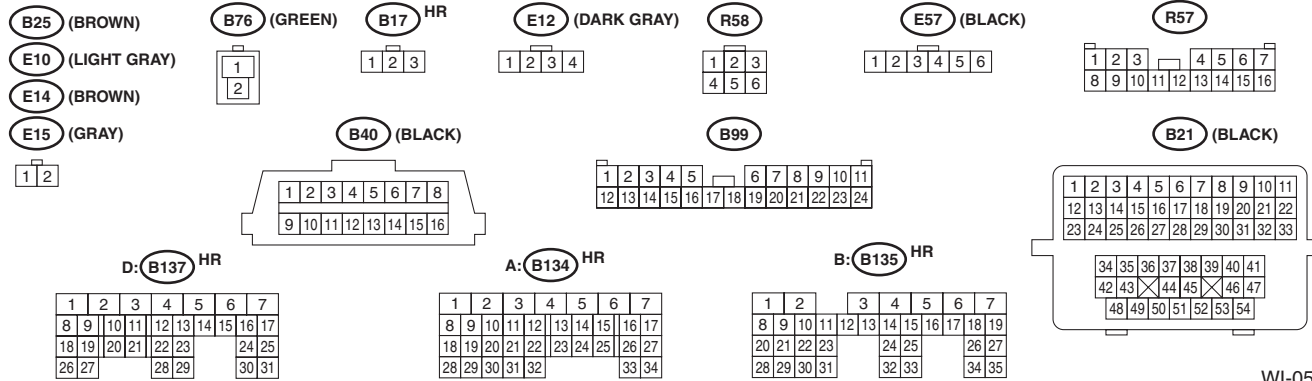 B25 (BROWN)
E10 (LIGHT GRAY)
E14 (BROWN)
E15 (GRAY)
1 2
B76 (GREEN)
1
2
B17 HR
1 2 3
E12 (DARK GRAY)
1 2 3 4
R58
1 2 3
4 5 6
E57 (BLACK)
1 2 3 4 5 6
R57
1 2 3 4 5 6 7
8 9 10 11 12 13 14 15 16
B40 (BLACK)
1 2 3 4 5 6 7 8
9 10 11 12 13 14 15 16
B99
1 2 3 4 5 6 7 8 9 10 11
12 13 14 15 16 17 18 19 20 21 22 23 24
B21 (BLACK)
1 2 3 4 5 6 7 8 9 10 11
12 13 14 15 16 17 18 19 20 21 22
23 24 25 26 27 28 29 30 31 32 33
34 35 36 37 38 39 40 41
42 43 44 45 46 47
48 49 50 51 52 53 54
D: B137 HR
1 2 3 4 5 6 7
8 9 10 11 12 13 14 15 16 17
18 19 20 21 22 23 24 25
26 27 28 29 30 31
A: B134 HR
1 2 3 4 5 6 7
8 9 10 11 12 13 14 15 16 17
18 19 20 21 22 23 24 25 26 27
28 29 30 31 32 33 34
B: B135 HR
1 2 3 4 5 6 7
8 9 10 11 12 13 14 15 16 17 18 19
20 21 22 23 24 25 26 27
28 29 30 31 32 33 34 35
WI-05